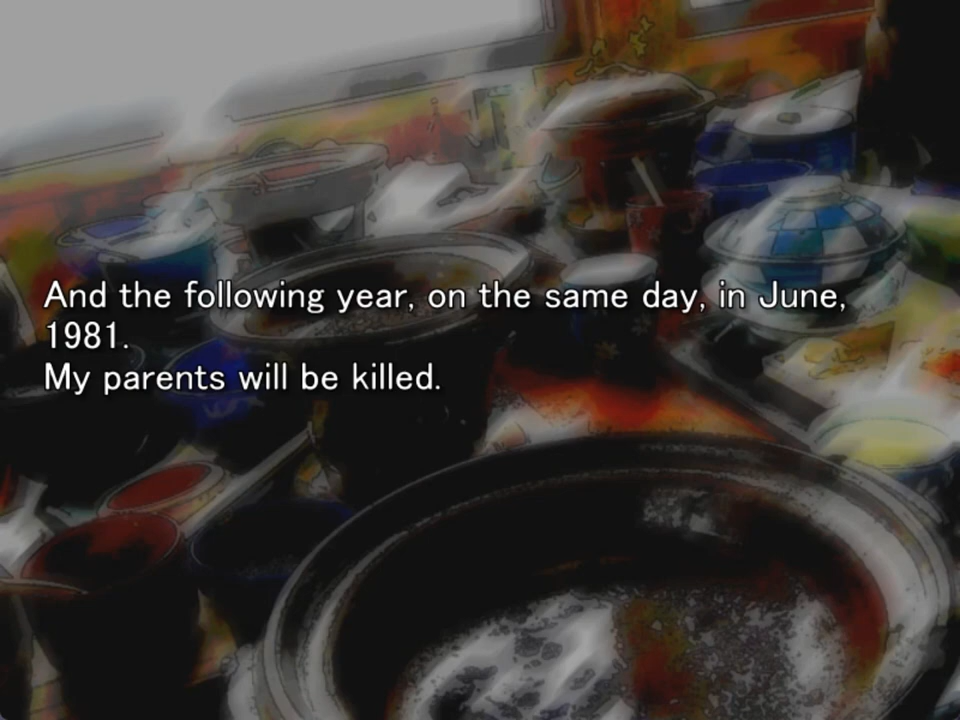 And the following year, on the same day, in June,
1981.
My parents will be killed.